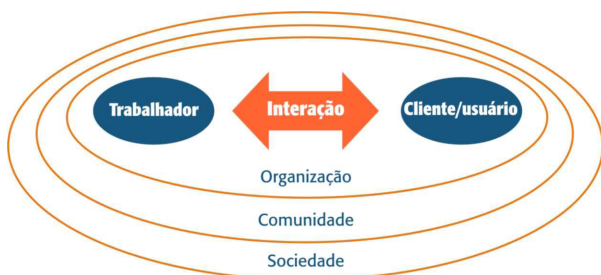 Trabalhador
Interação
Cliente/usuário
Organização
Comunidade
Sociedade